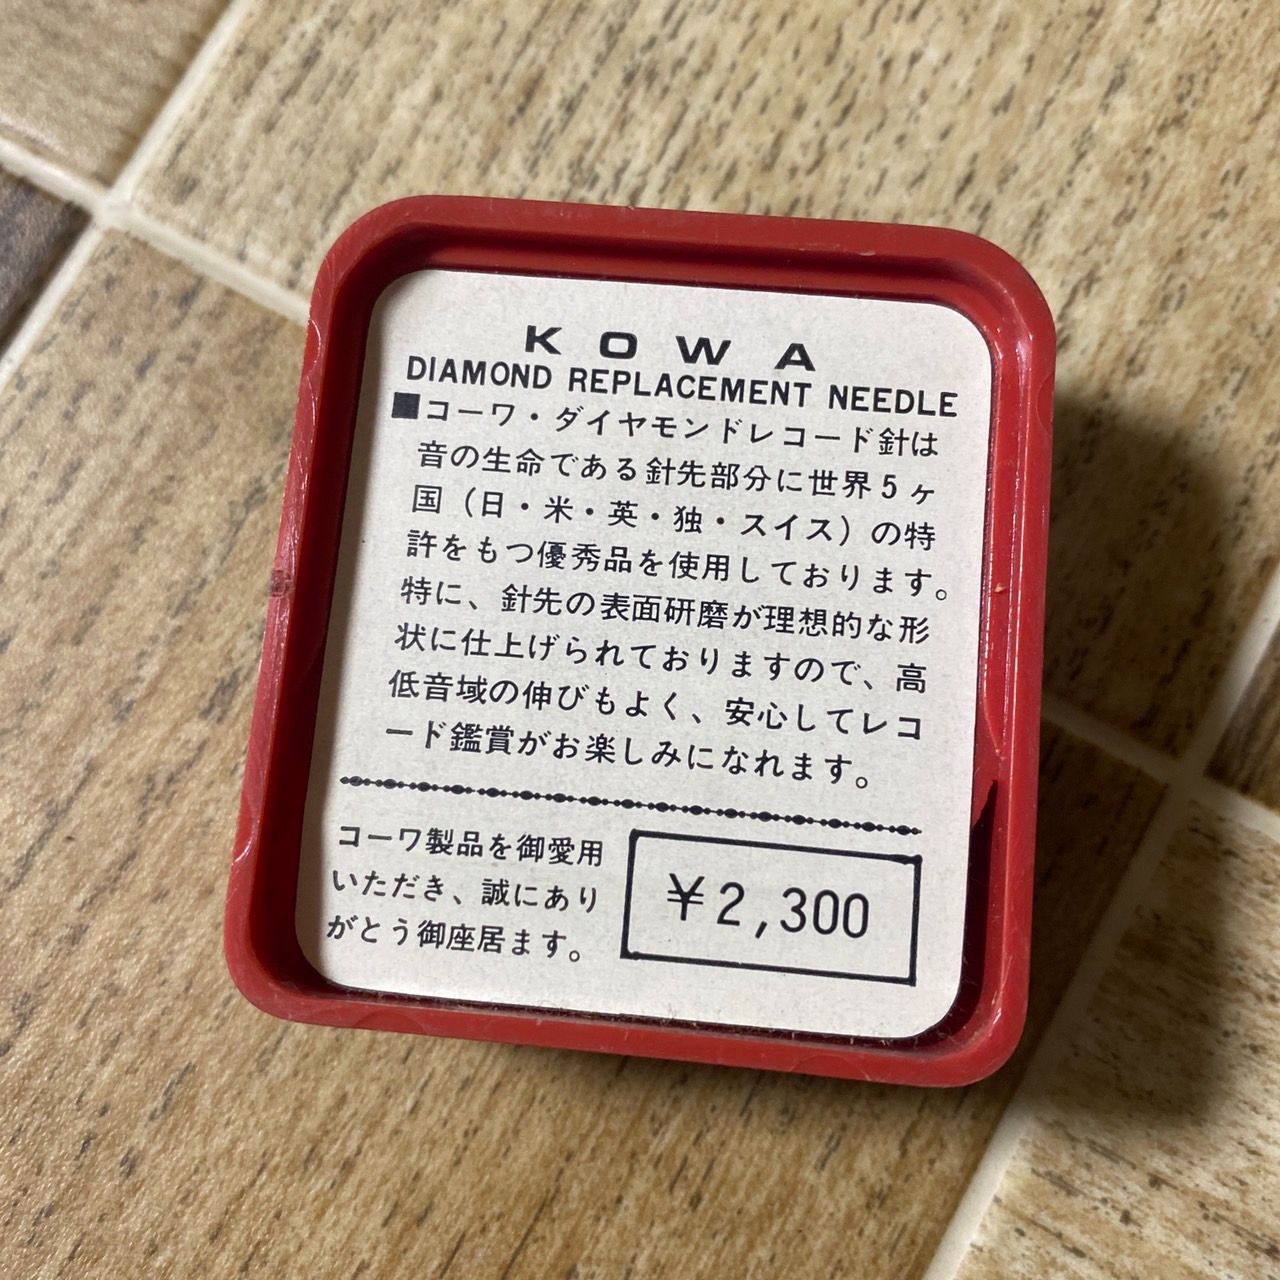 KOWA
DIAMOND REPLACEMENT NEEDLE
■コーワ・ダイヤモンドレコード針は
音の生命である針先部分に世界5ヶ
国（日・米・英・独・スイス）の特
許をもつ優秀品を使用しております。
特に、針先の表面研磨が理想的な形
状に仕上げられておりますので、高
低音域の伸びもよく、安心してレコ
ード鑑賞がお楽しみになれます。
コーワ製品を御愛用
いただき、誠にあり
がとう御座居ます。
¥2,300